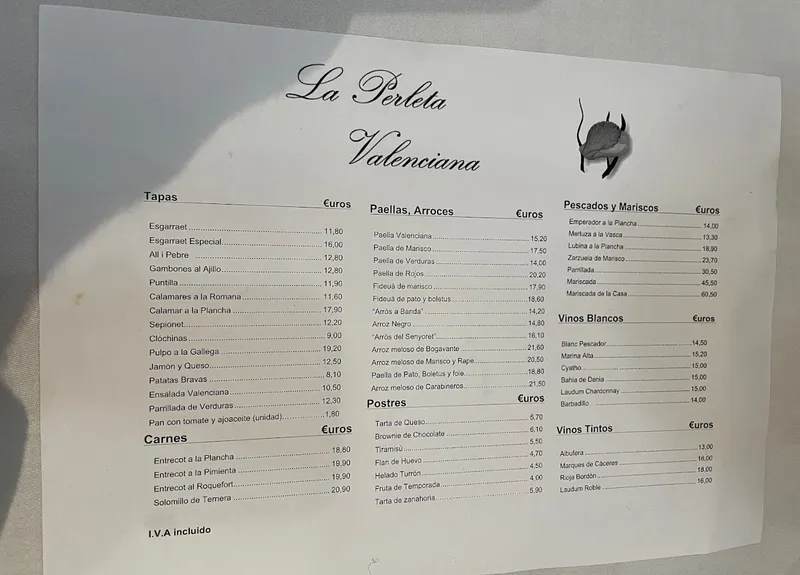 La Perleta
Valenciana
Tapas €uros
Esgarraet 11,80
Esgarraet Especial 16,00
All i Pebre 12,80
Gambones al Ajillo 12,80
Puntilla 11,90
Calamares a la Romana 11,60
Calamar a la Plancha 17,90
Sepionet 12,20
Clóchinas 9,00
Pulpo a la Gallega 19,20
Jamón y Queso 12,50
Patatas Bravas 8,10
Ensalada Valenciana 10,50
Parrillada de Verduras 12,30
Pan con tomate y ajoaceite (unidad) 1,80
Carnes €uros
Entrecot a la Plancha 18,80
Entrecot a la Pimienta 19,90
Entrecot al Roquefort 19,90
Solomillo de Ternera 20,90
I.V.A incluido
Paellas, Arroces €uros
Paella Valenciana 15,20
Paella de Marisco 17,50
Paella de Verduras 14,00
Paella de Rojos 20,20
Fideuà de marisco 17,90
Fideuà de pato y boletus 18,60
"Arròs a Banda" 14,20
Arroz Negro 14,80
"Arròs del Senyoret" 16,10
Arroz meloso de Bogavante 21,60
Arroz meloso de Marisco y Rape 20,50
Paella de Pato, Boletus y foie 18,80
Arroz meloso de Carabineros 21,50
Postres €uros
Tarta de Queso 5,70
Brownie de Chocolate 6,10
Tiramisú 5,50
Flan de Huevo 4,70
Helado Turrón 4,50
Fruta de Temporada 4,00
Tarta de zanahoria 5,90
Pescados y Mariscos €uros
Emperador a la Plancha 14,00
Merluza a la Vasca 13,30
Lubina a la Plancha 18,90
Zarzuela de Marisco 23,70
Parrillada 30,50
Mariscada 45,50
Mariscada de la Casa 60,50
Vinos Blancos €uros
Blanc Pescador 14,50
Marina Alta 15,20
Cyatho 15,00
Bahia de Denia 15,00
Laudum Chardonnay 15,00
Barbadillo 14,00
Vinos Tintos €uros
Albufera 13,00
Marques de Cáceres 16,00
Rioja Bordón 18,00
Laudum Roble 16,00